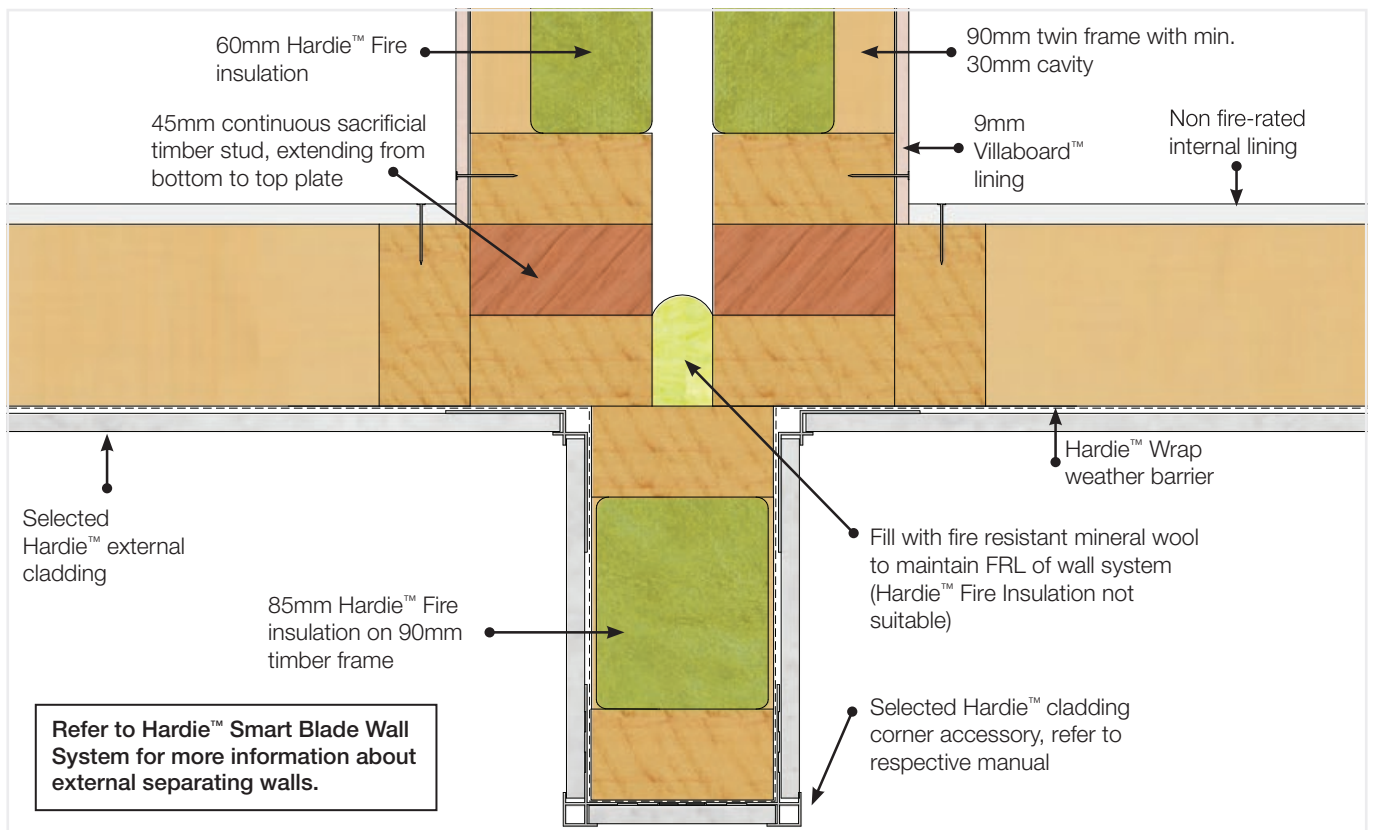 60mm Hardie™ Fire
insulation
90mm twin frame with min.
30mm cavity
45mm continuous sacrificial
timber stud, extending from
bottom to top plate
9mm
Villaboard™
lining
Non fire-rated
internal lining
Hardie™ Wrap
weather barrier
Selected
Hardie™ external
cladding
Fill with fire resistant mineral wool
to maintain FRL of wall system
(Hardie™ Fire Insulation not
suitable)
85mm Hardie™ Fire
insulation on 90mm
timber frame
Selected Hardie™ cladding
corner accessory, refer to
respective manual
Refer to Hardie™ Smart Blade Wall
System for more information about
external separating walls.